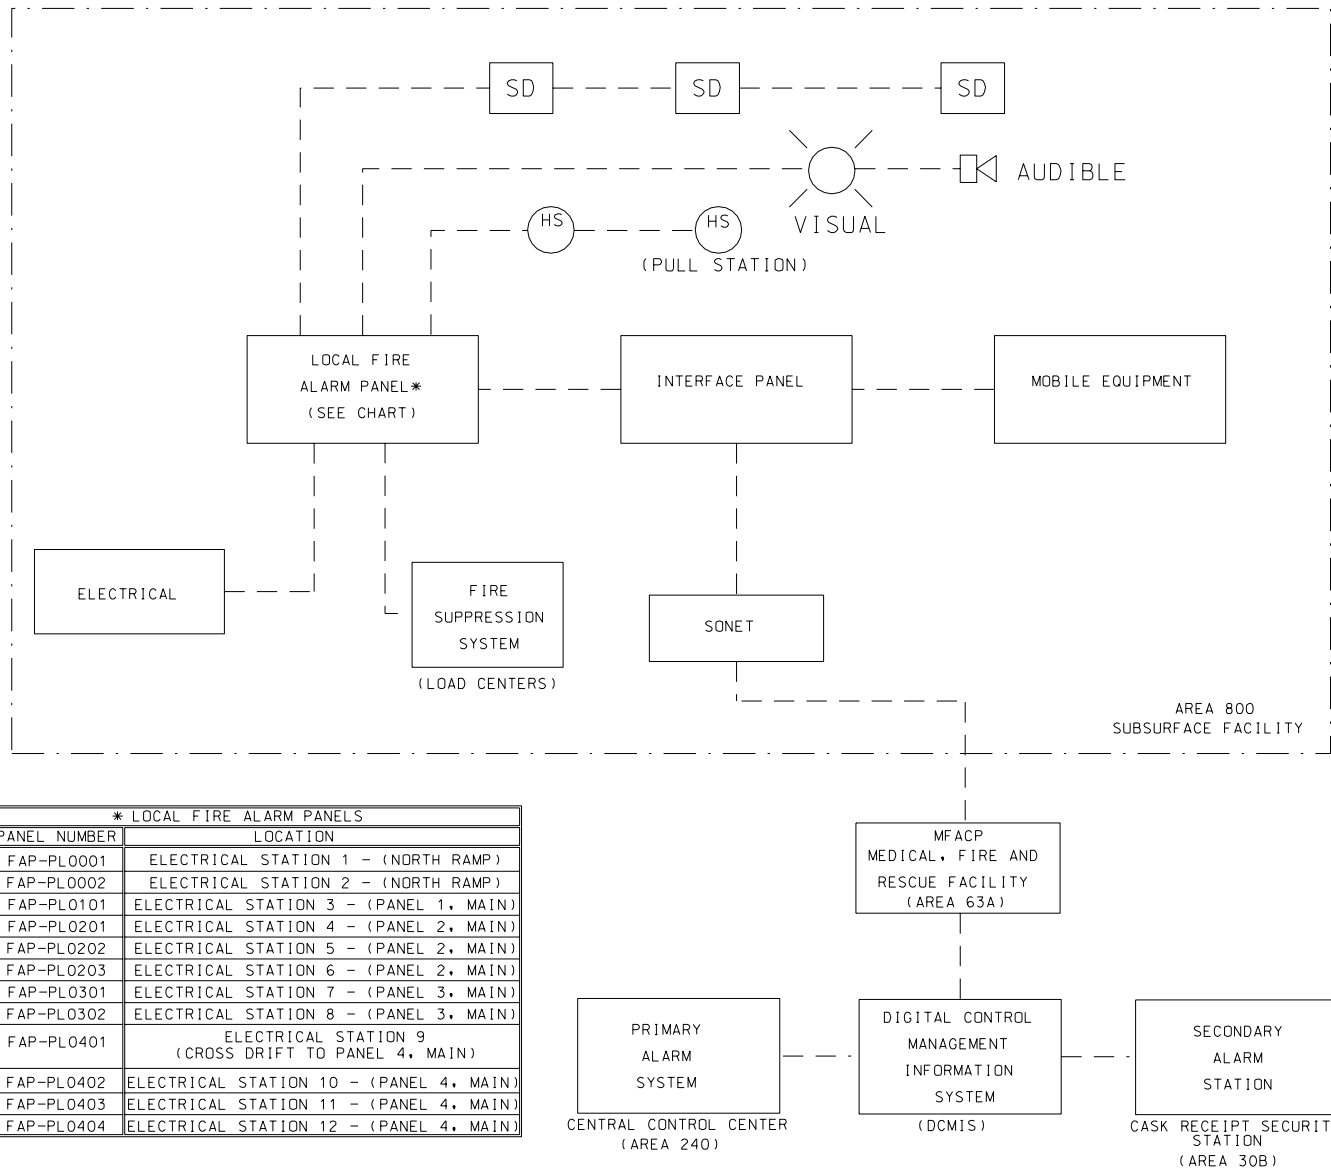 SD SD SD
AUDIBLE
VISUAL
HS HS
(PULL STATION)
LOCAL FIRE
ALARM PANEL*
(SEE CHART)
INTERFACE PANEL
MOBILE EQUIPMENT
ELECTRICAL
FIRE
SUPPRESSION
SYSTEM
(LOAD CENTERS)
SONET
AREA 800
SUBSURFACE FACILITY
* LOCAL FIRE ALARM PANELS
PANEL NUMBER LOCATION
FAP-PL0001 ELECTRICAL STATION 1 - (NORTH RAMP)
FAP-PL0002 ELECTRICAL STATION 2 - (NORTH RAMP)
FAP-PL0101 ELECTRICAL STATION 3 - (PANEL 1, MAIN)
FAP-PL0201 ELECTRICAL STATION 4 - (PANEL 2, MAIN)
FAP-PL0202 ELECTRICAL STATION 5 - (PANEL 2, MAIN)
FAP-PL0203 ELECTRICAL STATION 6 - (PANEL 2, MAIN)
FAP-PL0301 ELECTRICAL STATION 7 - (PANEL 3, MAIN)
FAP-PL0302 ELECTRICAL STATION 8 - (PANEL 3, MAIN)
FAP-PL0401 ELECTRICAL STATION 9
(CROSS DRIFT TO PANEL 4, MAIN)
FAP-PL0402 ELECTRICAL STATION 10 - (PANEL 4, MAIN)
FAP-PL0403 ELECTRICAL STATION 11 - (PANEL 4, MAIN)
FAP-PL0404 ELECTRICAL STATION 12 - (PANEL 4, MAIN)
MFACP
MEDICAL, FIRE AND
RESCUE FACILITY
(AREA 63A)
PRIMARY
ALARM
SYSTEM
CENTRAL CONTROL CENTER
(AREA 240)
DIGITAL CONTROL
MANAGEMENT
INFORMATION
SYSTEM
(DCMIS)
SECONDARY
ALARM
STATION
CASK RECEIPT SECURIT
STATION
(AREA 30B)